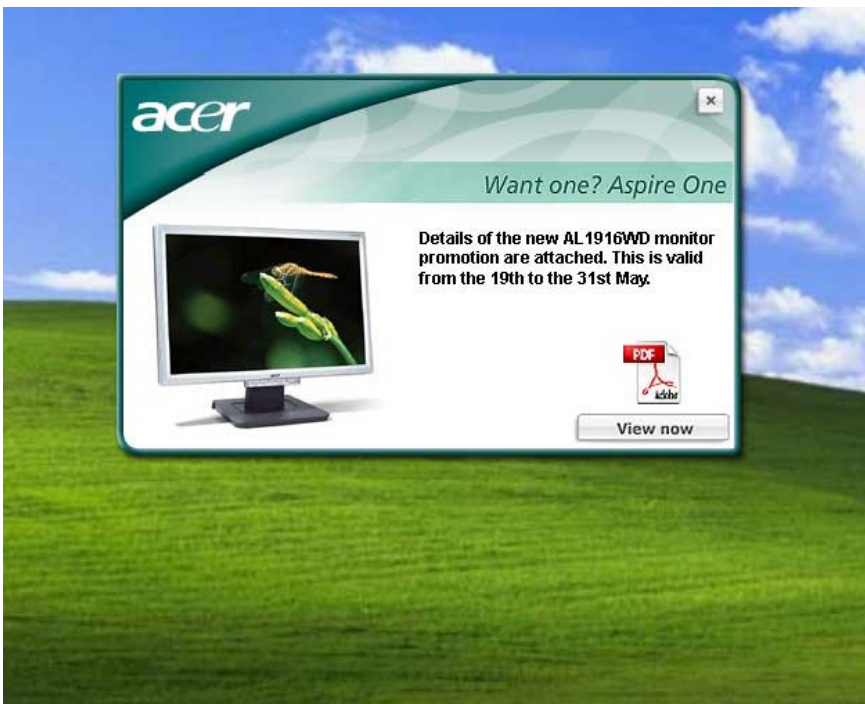 acer
Want one? Aspire One
Details of the new AL1916WD monitor
promotion are attached. This is valid
from the 19th to the 31st May.
PDF
Adobe
View now